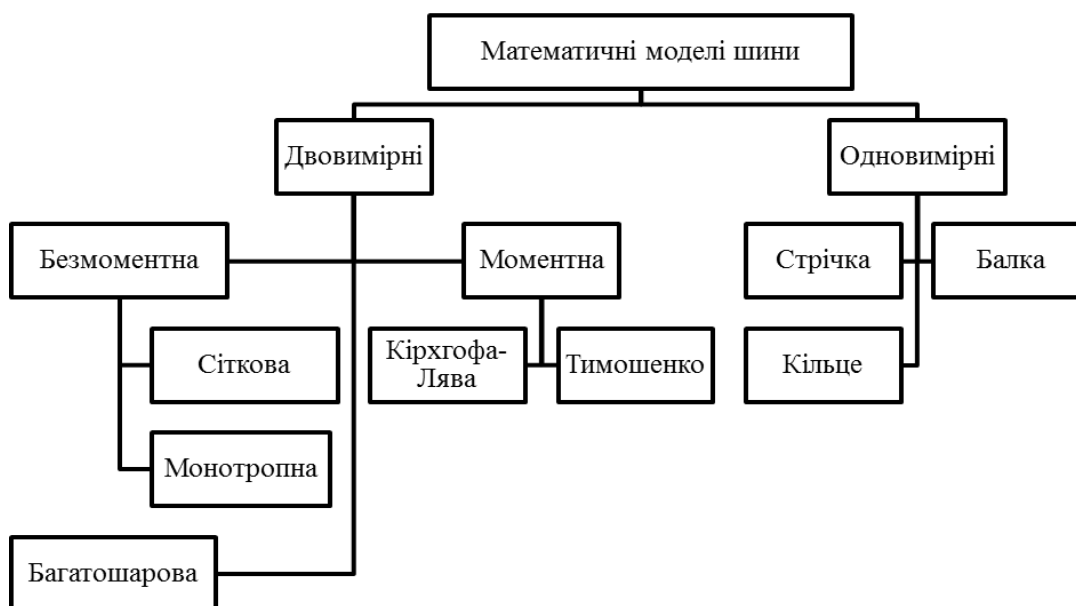 Математичні моделі шини
Двовимірні
Одновимірні
Безмоментна
Моментна
Стрічка
Балка
Сіткова
Кірхгофа-
Лява
Тимошенко
Кільце
Монотропна
Багатошарова